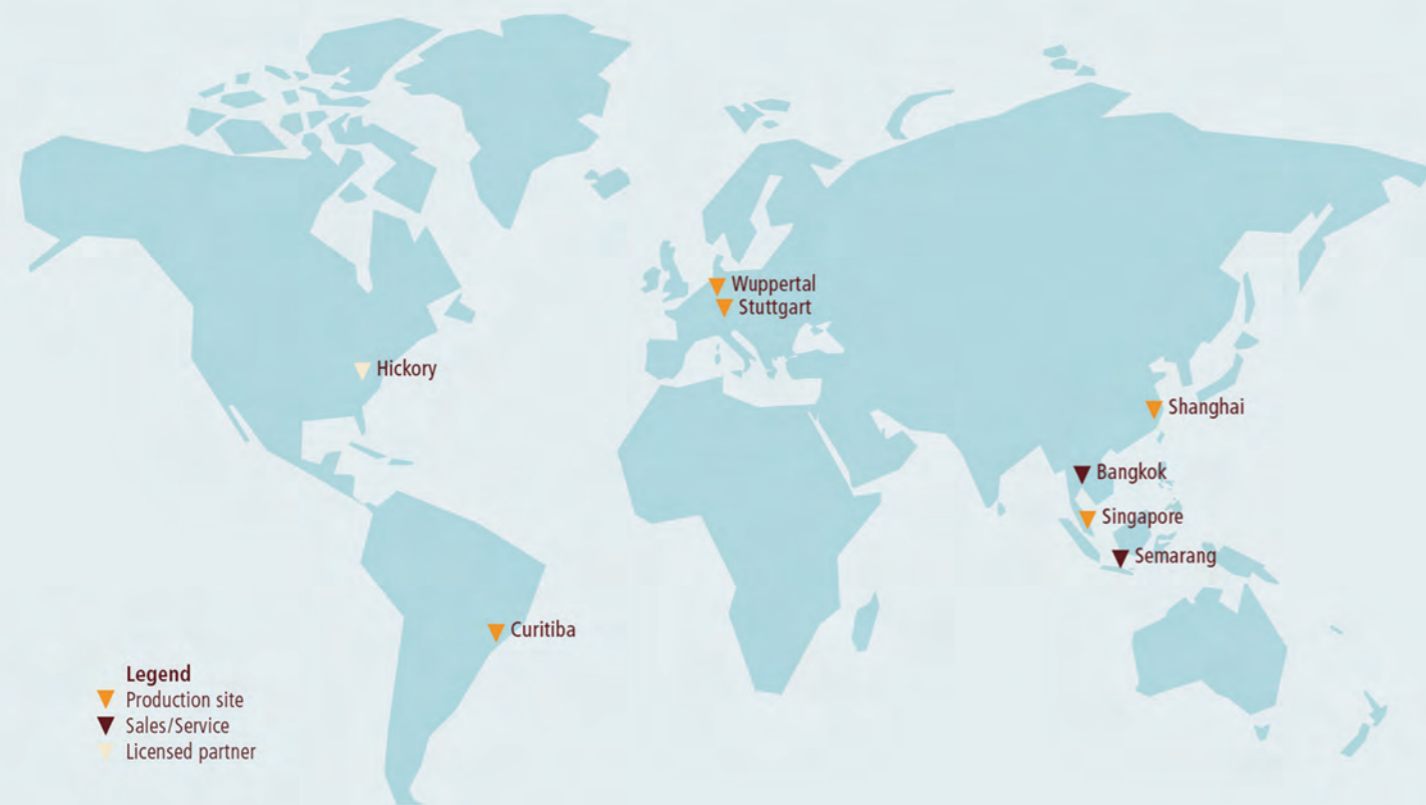 Wuppertal
Stuttgart
Hickory
Shanghai
Bangkok
Singapore
Semarang
Curitiba
Legend
Production site
Sales/Service
Licensed partner